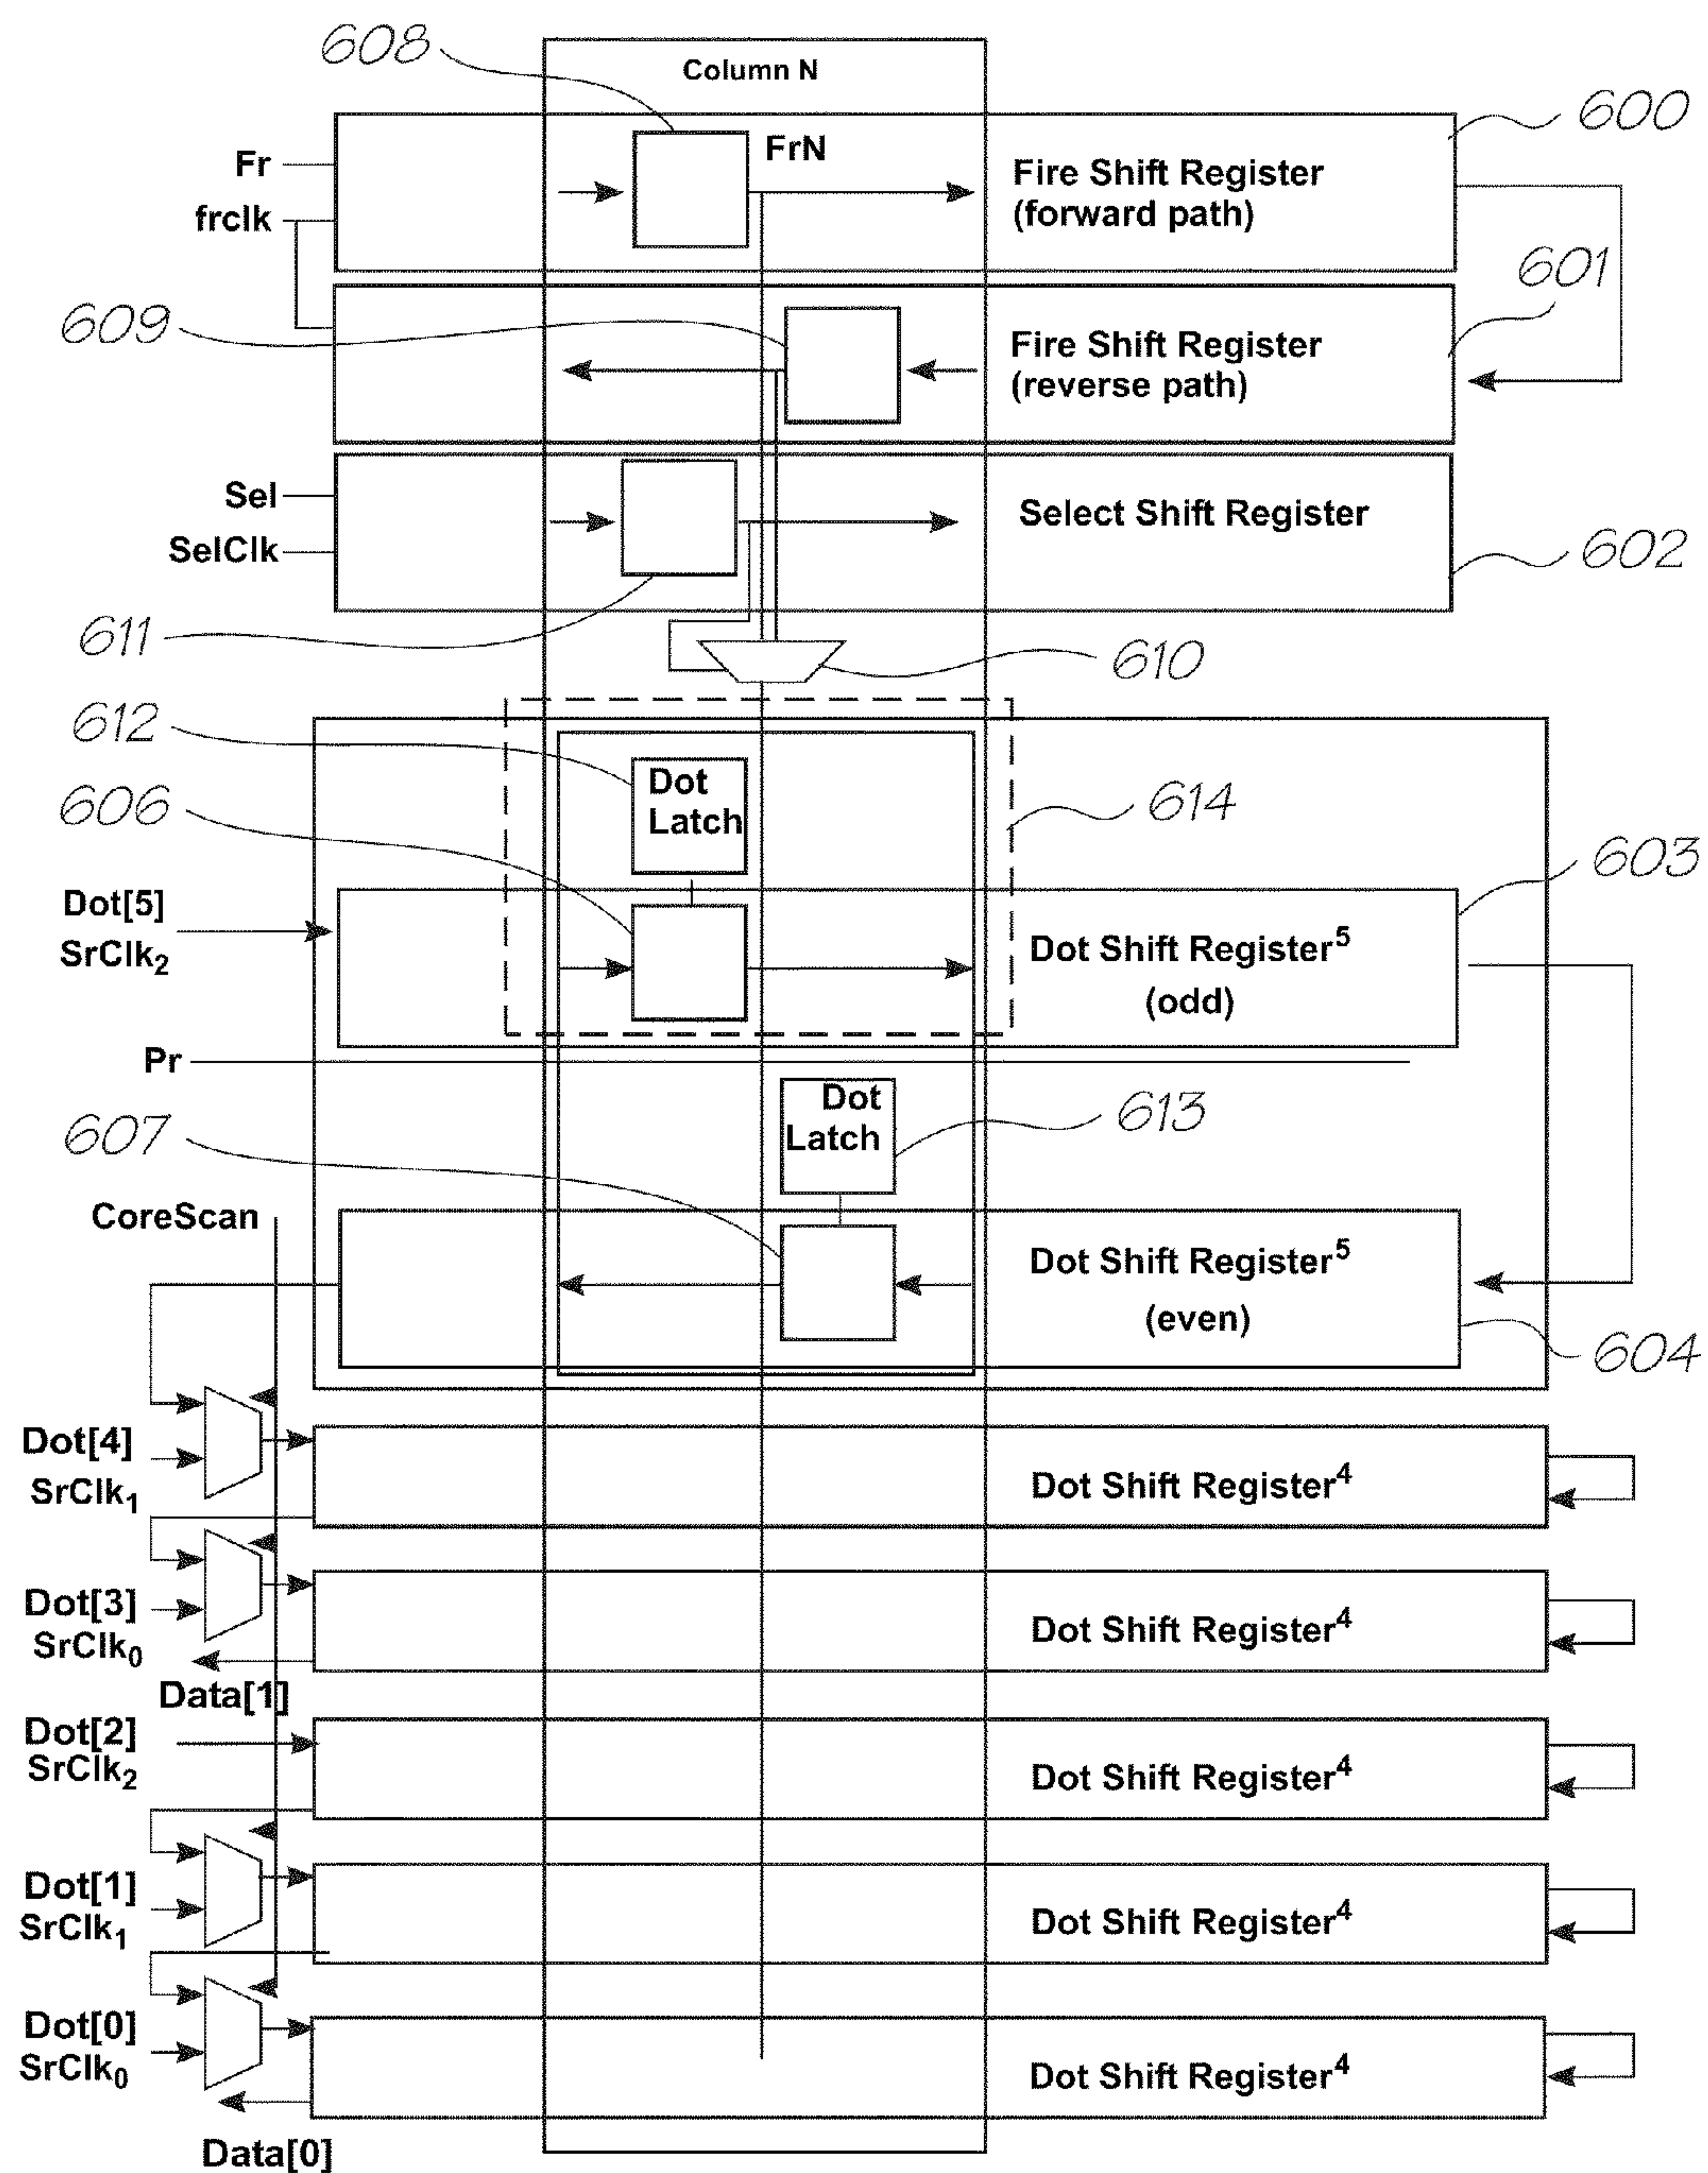 608
Column N
600
Fr
FrN
Fire Shift Register
(forward path)
frclk
601
609
Fire Shift Register
(reverse path)
Sel
Select Shift Register
SelClk
602
611
610
612
Dot
Latch
614
606
603
Dot[5]
SrClk2
Dot Shift Register5
(odd)
Pr
Dot
Latch
613
607
CoreScan
Dot Shift Register5
(even)
604
Dot[4]
SrClk1
Dot Shift Register4
Dot[3]
SrClk0
Dot Shift Register4
Data[1]
Dot[2]
SrClk2
Dot Shift Register4
Dot[1]
SrClk1
Dot Shift Register4
Dot[0]
SrClk0
Dot Shift Register4
Data[0]